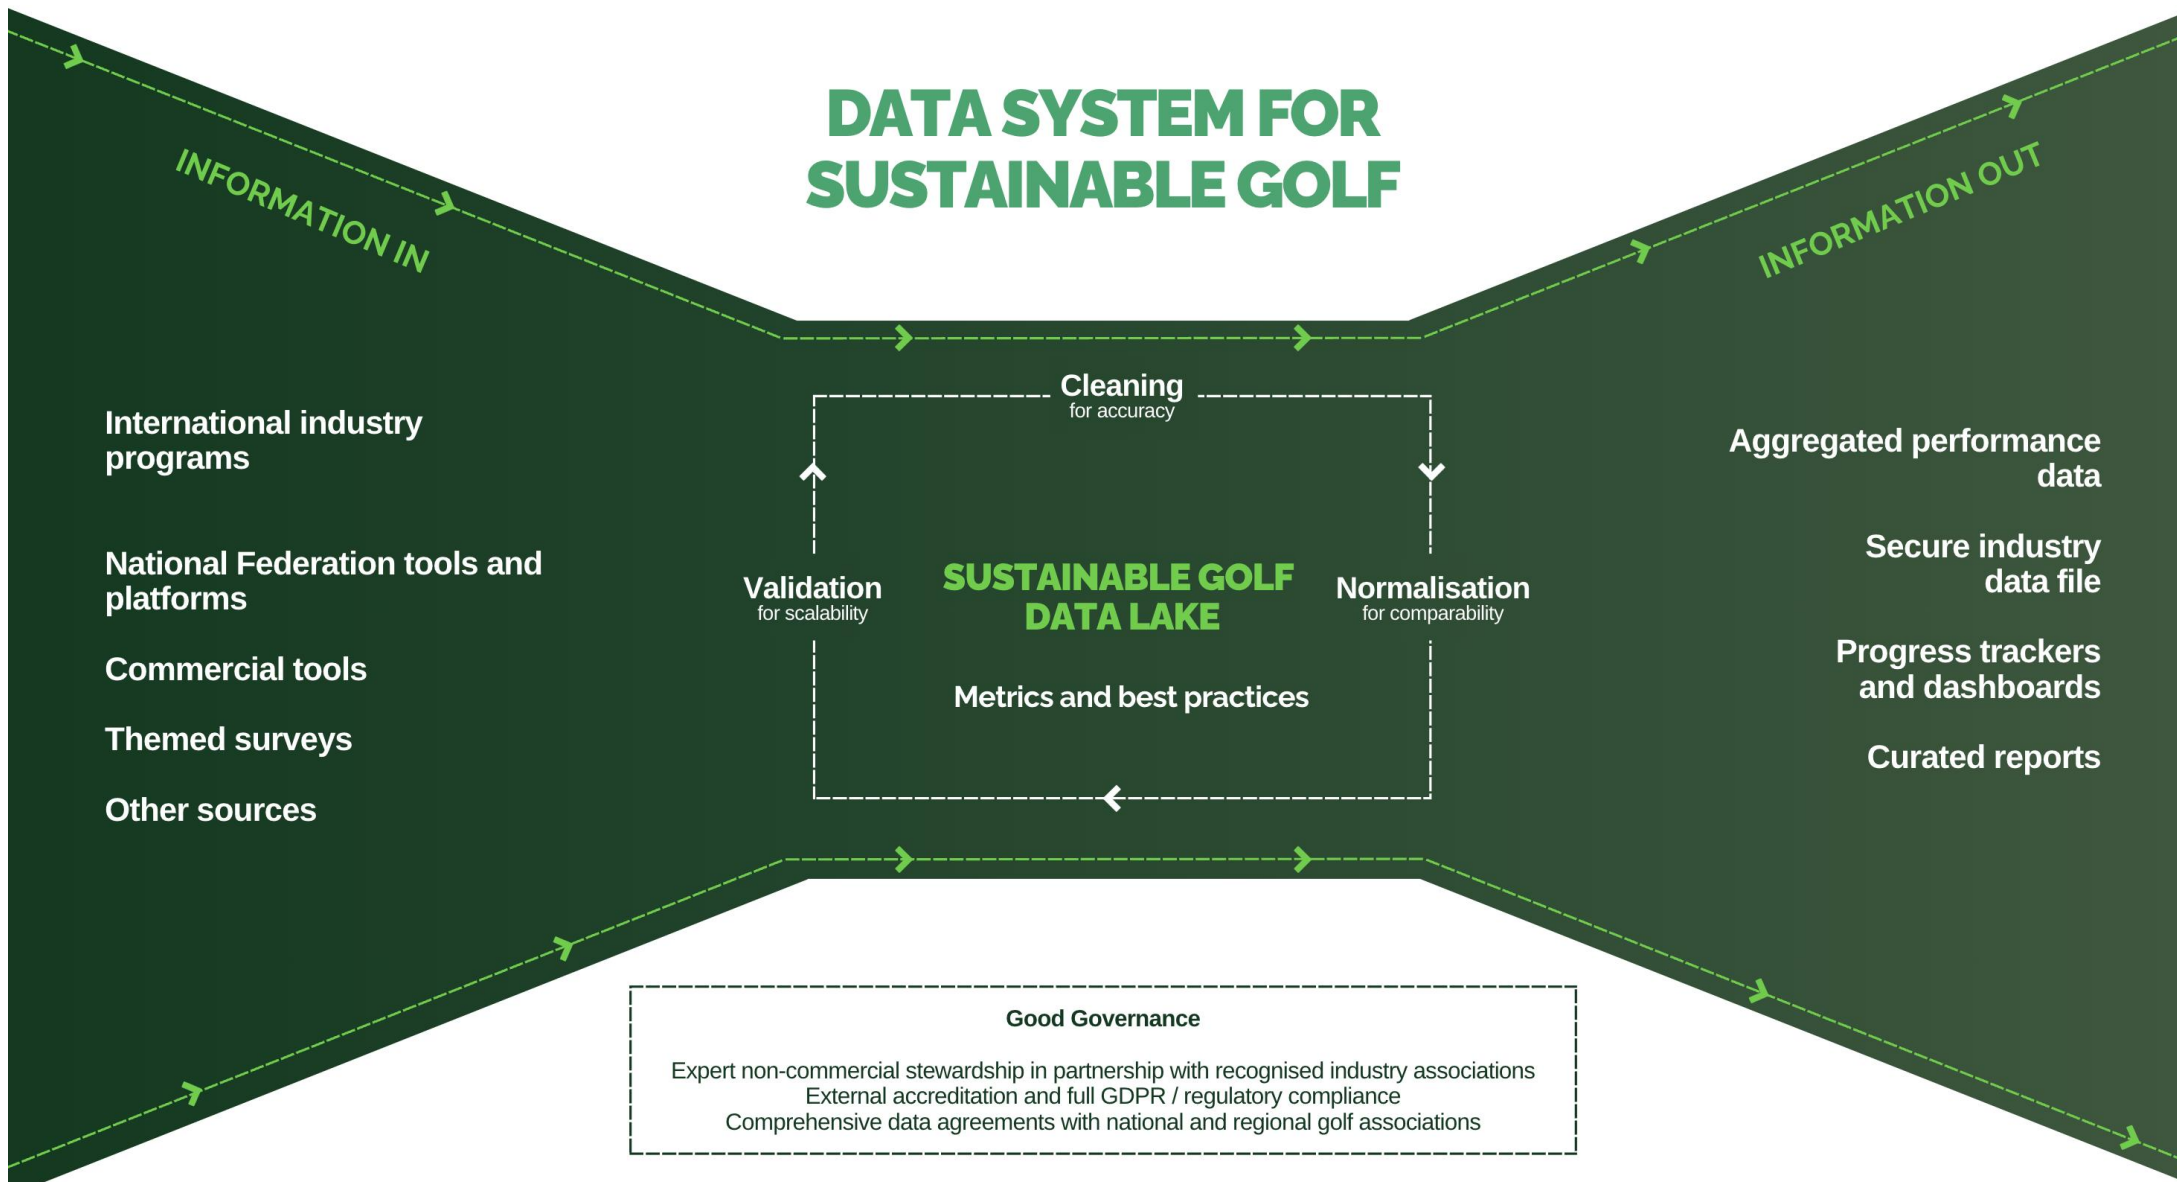 DATA SYSTEM FOR
SUSTAINABLE GOLF
INFORMATION IN
INFORMATION OUT
International industry
programs
National Federation tools and
platforms
Commercial tools
Themed surveys
Other sources
Cleaning
for accuracy
Validation
for scalability
SUSTAINABLE GOLF
DATA LAKE
Metrics and best practices
Normalisation
for comparability
Aggregated performance
data
Secure industry
data file
Progress trackers
and dashboards
Curated reports
Good Governance
Expert non-commercial stewardship in partnership with recognised industry associations
External accreditation and full GDPR / regulatory compliance
Comprehensive data agreements with national and regional golf associations